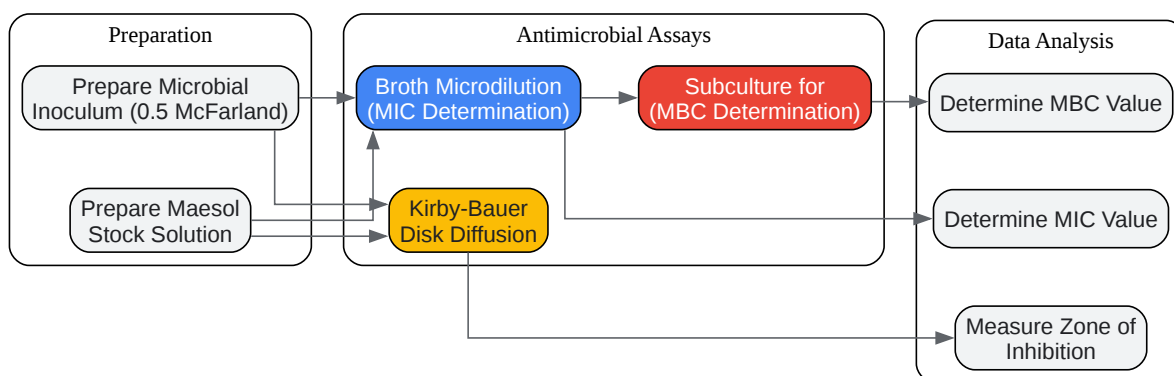 Preparation
Prepare Microbial
Inoculum (0.5 McFarland)
Prepare Maesol
Stock Solution
Antimicrobial Assays
Broth Microdilution
(MIC Determination)
Subculture for
(MBC Determination)
Kirby-Bauer
Disk Diffusion
Data Analysis
Determine MBC Value
Determine MIC Value
Measure Zone of
Inhibition